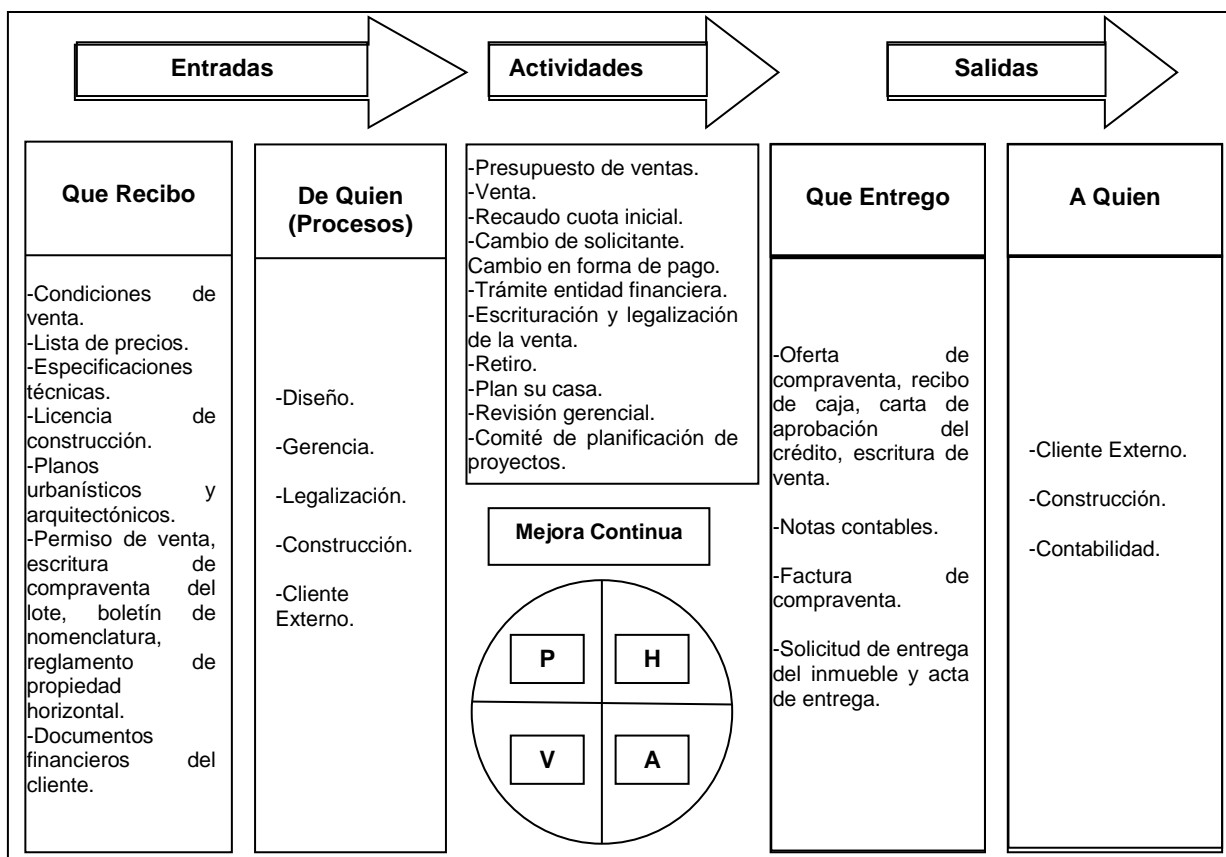 Entradas
Actividades
Salidas
Que Recibo
-Condiciones de
venta.
-Lista de precios.
-Especificaciones
técnicas.
-Licencia de
construcción.
-Planos
urbanísticos y
arquitectónicos.
-Permiso de venta,
escritura de
compraventa del
lote, boletín de
nomenclatura,
reglamento de
propiedad
horizontal.
-Documentos
financieros del
cliente.
De Quien
(Procesos)
-Diseño.
-Gerencia.
-Legalización.
-Construcción.
-Cliente
Externo.
-Presupuesto de ventas.
-Venta.
-Recaudo cuota inicial.
-Cambio de solicitante.
Cambio en forma de pago.
-Trámite entidad financiera.
-Escrituración y legalización
de la venta.
-Retiro.
-Plan su casa.
-Revisión gerencial.
-Comité de planificación de
proyectos.
Mejora Continua
P
H
V
A
Que Entrego
-Oferta de
compraventa, recibo
de caja, carta de
aprobación del
crédito, escritura de
venta.
-Notas contables.
-Factura de
compraventa.
-Solicitud de entrega
del inmueble y acta
de entrega.
A Quien
-Cliente Externo.
-Construcción.
-Contabilidad.